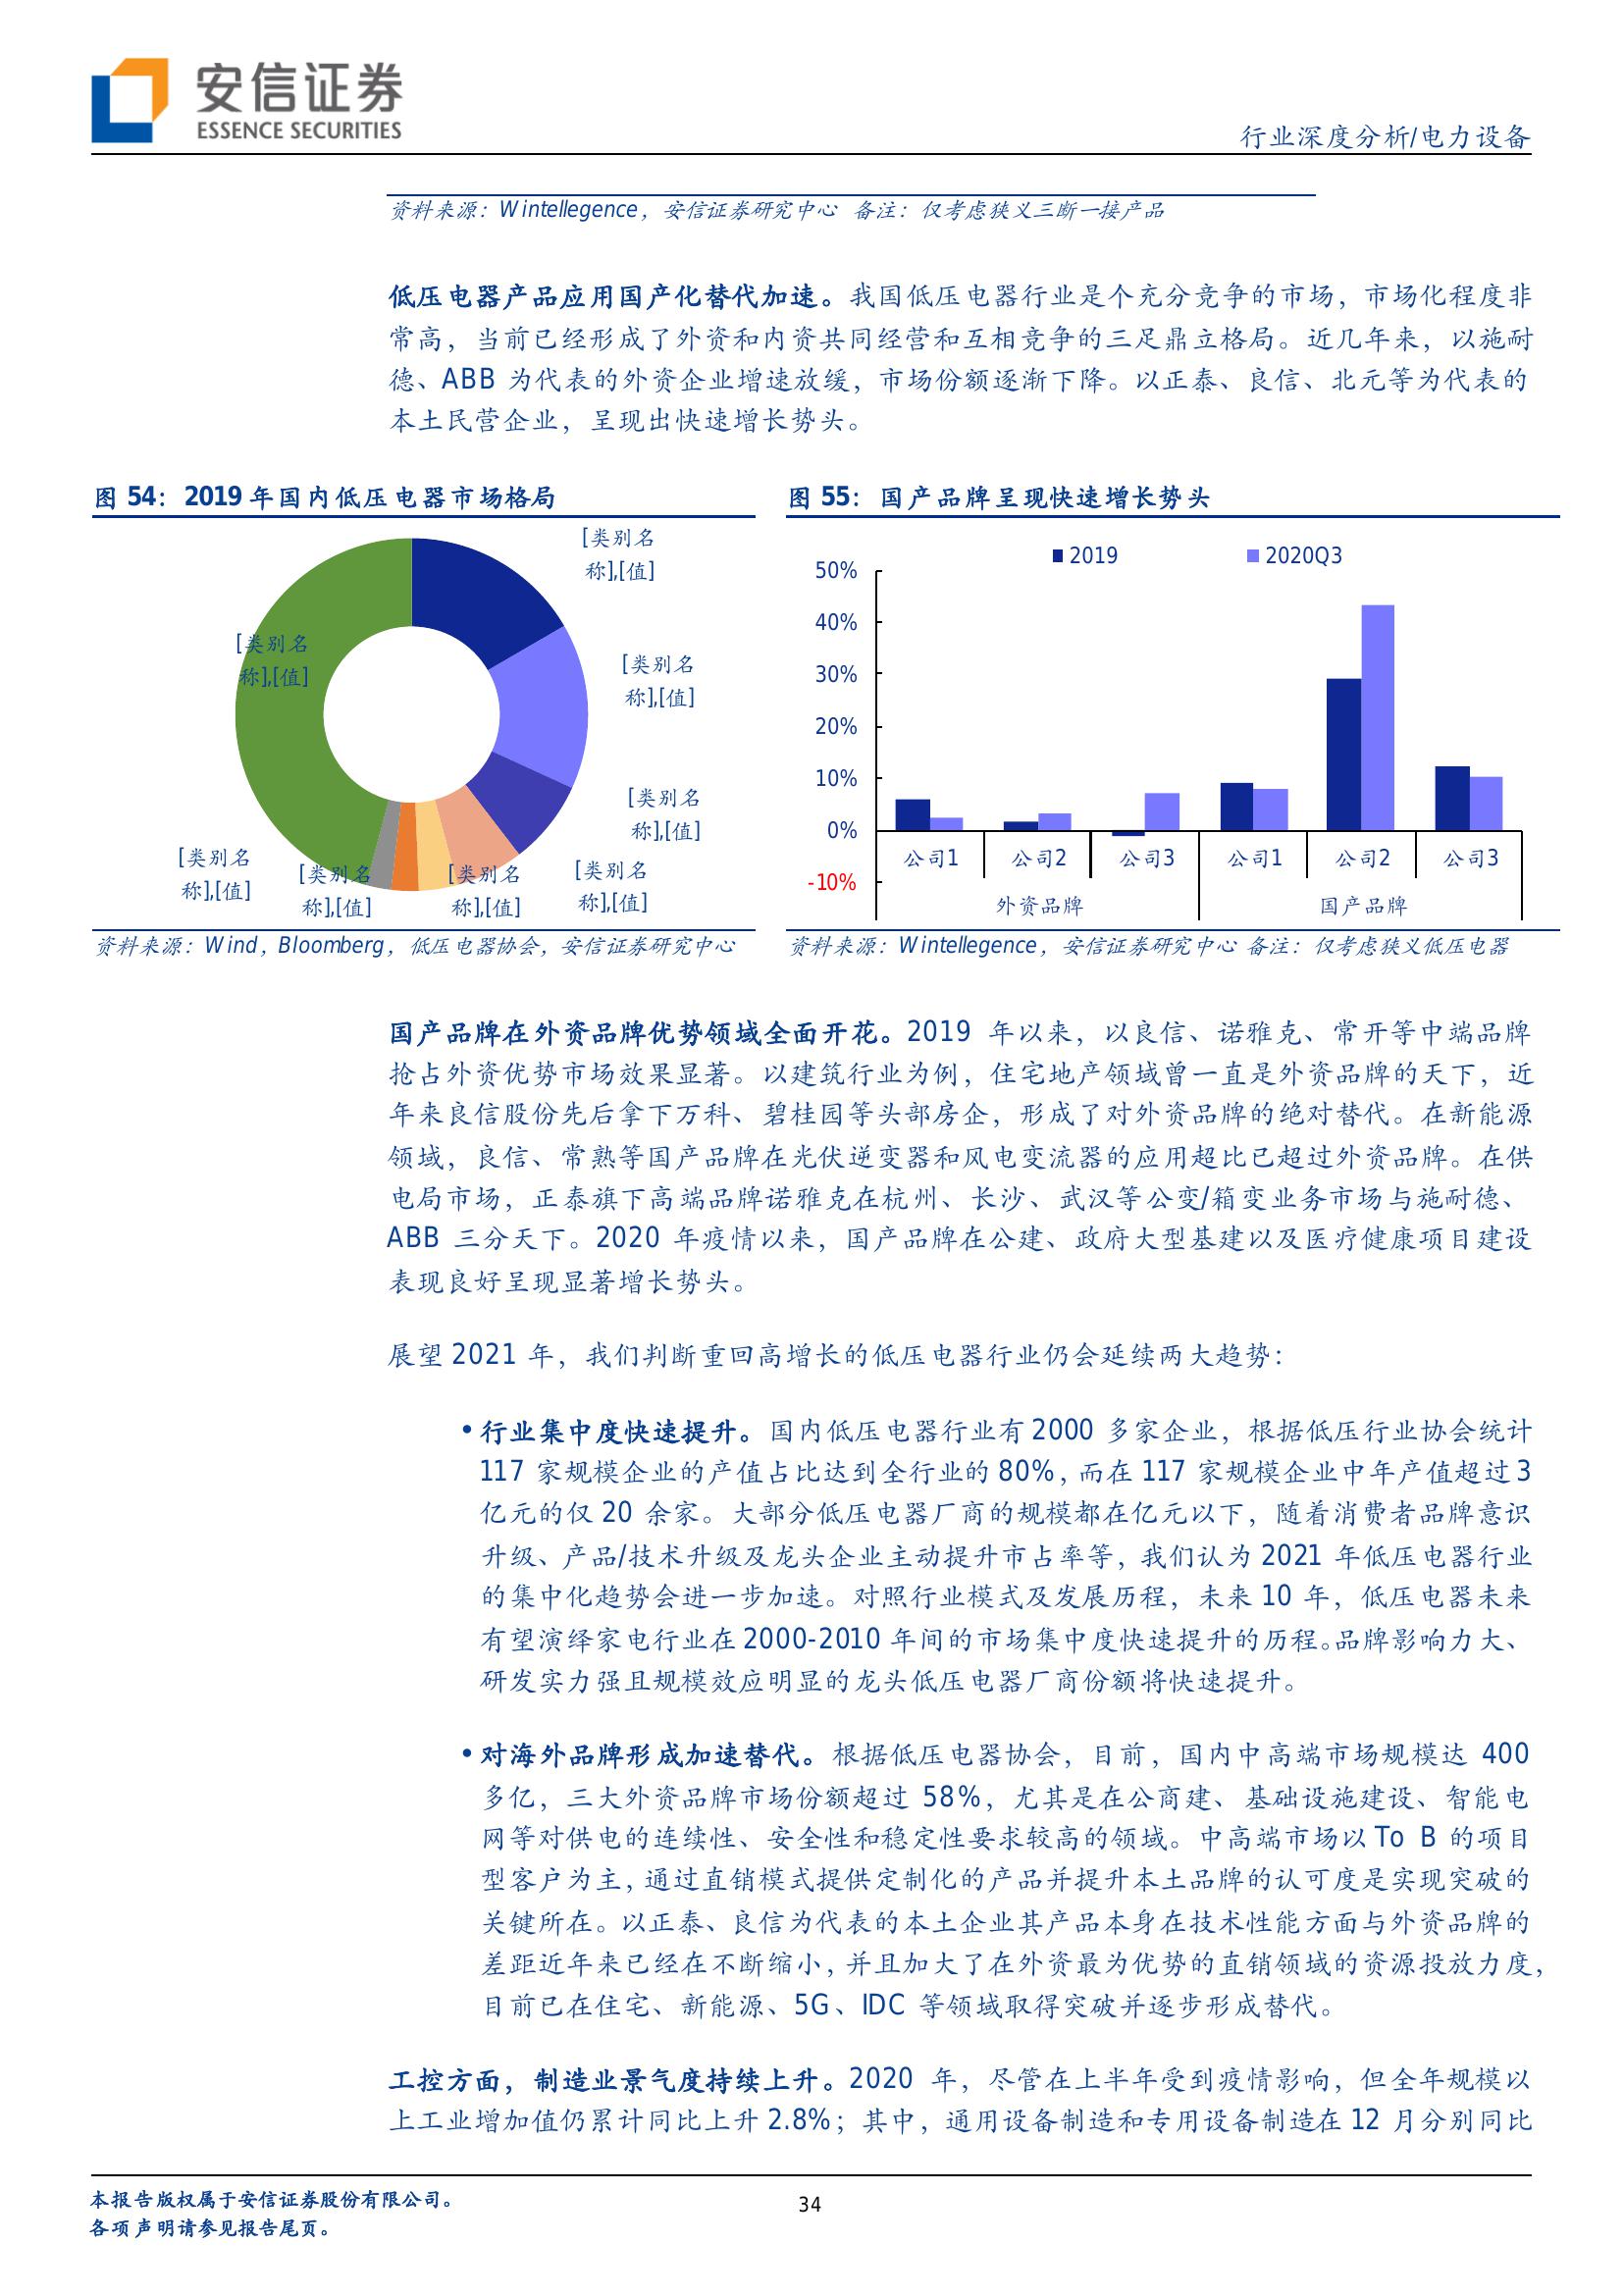 安信证券
ESSENCE SECURITIES
行业深度分析/电力设备
资料来源：Wintellegence，安信证券研究中心 备注：仅考虑狭义三断一接产品
低压电器产品应用国产化替代加速。我国低压电器行业是个充分竞争的市场，市场化程度非
常高，当前已经形成了外资和内资共同经营和互相竞争的三足鼎立格局。近几年来，以施耐
德、ABB 为代表的外资企业增速放缓，市场份额逐渐下降。以正泰、良信、北元等为代表的
本土民营企业，呈现出快速增长势头。
图 54：2019 年国内低压电器市场格局
[类别名
称],[值]
[类别名
称],[值]
[类别名
称],[值]
[类别名
称],[值]
[类别名
称],[值]
[类别名
称],[值]
[类别名
称],[值]
[类别名
称],[值]
资料来源：Wind，Bloomberg，低压电器协会，安信证券研究中心
图 55：国产品牌呈现快速增长势头
2019 2020Q3
50%
40%
30%
20%
10%
0%
-10%
公司1 公司2 公司3 公司1 公司2 公司3
外资品牌 国产品牌
资料来源：Wintellegence，安信证券研究中心 备注：仅考虑狭义低压电器
国产品牌在外资品牌优势领域全面开花。2019 年以来，以良信、诺雅克、常开等中端品牌
抢占外资优势市场效果显著。以建筑行业为例，住宅地产领域曾一直是外资品牌的天下，近
年来良信股份先后拿下万科、碧桂园等头部房企，形成了对外资品牌的绝对替代。在新能源
领域，良信、常熟等国产品牌在光伏逆变器和风电变流器的应用超比已超过外资品牌。在供
电局市场，正泰旗下高端品牌诺雅克在杭州、长沙、武汉等公变/箱变业务市场与施耐德、
ABB 三分天下。2020 年疫情以来，国产品牌在公建、政府大型基建以及医疗健康项目建设
表现良好呈现显著增长势头。
展望 2021 年，我们判断重回高增长的低压电器行业仍会延续两大趋势：
•行业集中度快速提升。国内低压电器行业有 2000 多家企业，根据低压行业协会统计
117 家规模企业的产值占比达到全行业的 80%，而在 117 家规模企业中年产值超过 3
亿元的仅 20 余家。大部分低压电器厂商的规模都在亿元以下，随着消费者品牌意识
升级、产品/技术升级及龙头企业主动提升市占率等，我们认为 2021 年低压电器行业
的集中化趋势会进一步加速。对照行业模式及发展历程，未来 10 年，低压电器未来
有望演绎家电行业在 2000-2010 年间的市场集中度快速提升的历程。品牌影响力大、
研发实力强且规模效应明显的龙头低压电器厂商份额将快速提升。
•对海外品牌形成加速替代。根据低压电器协会，目前，国内中高端市场规模达 400
多亿，三大外资品牌市场份额超过 58%，尤其是在公商建、基础设施建设、智能电
网等对供电的连续性、安全性和稳定性要求较高的领域。中高端市场以 To B 的项目
型客户为主，通过直销模式提供定制化的产品并提升本土品牌的认可度是实现突破的
关键所在。以正泰、良信为代表的本土企业其产品本身在技术性能方面与外资品牌的
差距近年来已经在不断缩小，并且加大了在外资最为优势的直销领域的资源投放力度，
目前已在住宅、新能源、5G、IDC 等领域取得突破并逐步形成替代。
工控方面，制造业景气度持续上升。2020 年，尽管在上半年受到疫情影响，但全年规模以
上工业增加值仍累计同比上升 2.8%；其中，通用设备制造和专用设备制造在 12 月分别同比
本报告版权属于安信证券股份有限公司。
各项声明请参见报告尾页。
34